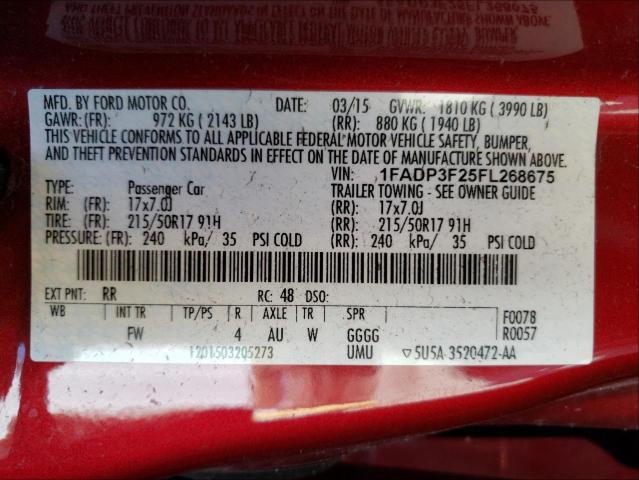 MFD. BY FORD MOTOR CO. DATE: 03/15 GVWR: 1810 KG ( 3990 LB)
GAWR: (FR): 972 KG ( 2143 LB) (RR): 880 KG ( 1940 LB)
THIS VEHICLE CONFORMS TO ALL APPLICABLE FEDERAL MOTOR VEHICLE SAFETY, BUMPER,
AND THEFT PREVENTION STANDARDS IN EFFECT ON THE DATE OF MANUFACTURE SHOWN ABOVE.
VIN: 1FADP3F25FL268675
TYPE: Passenger Car TRAILER TOWING - SEE OWNER GUIDE
RIM: (FR): 17x7.0J (RR): 17x7.0J
TIRE: (FR): 215/50R17 91H (RR): 215/50R17 91H
PRESSURE: (FR): 240 kPa/ 35 PSI COLD (RR): 240 kPa/ 35 PSI COLD
EXT PNT: RR RC: 48 DSO:
WB INT TR TP/PS R AXLE TR SPR F0078
FW 4 AU W GGGG R0057
1201503205273 UMU ▽5U5A-3520472-AA